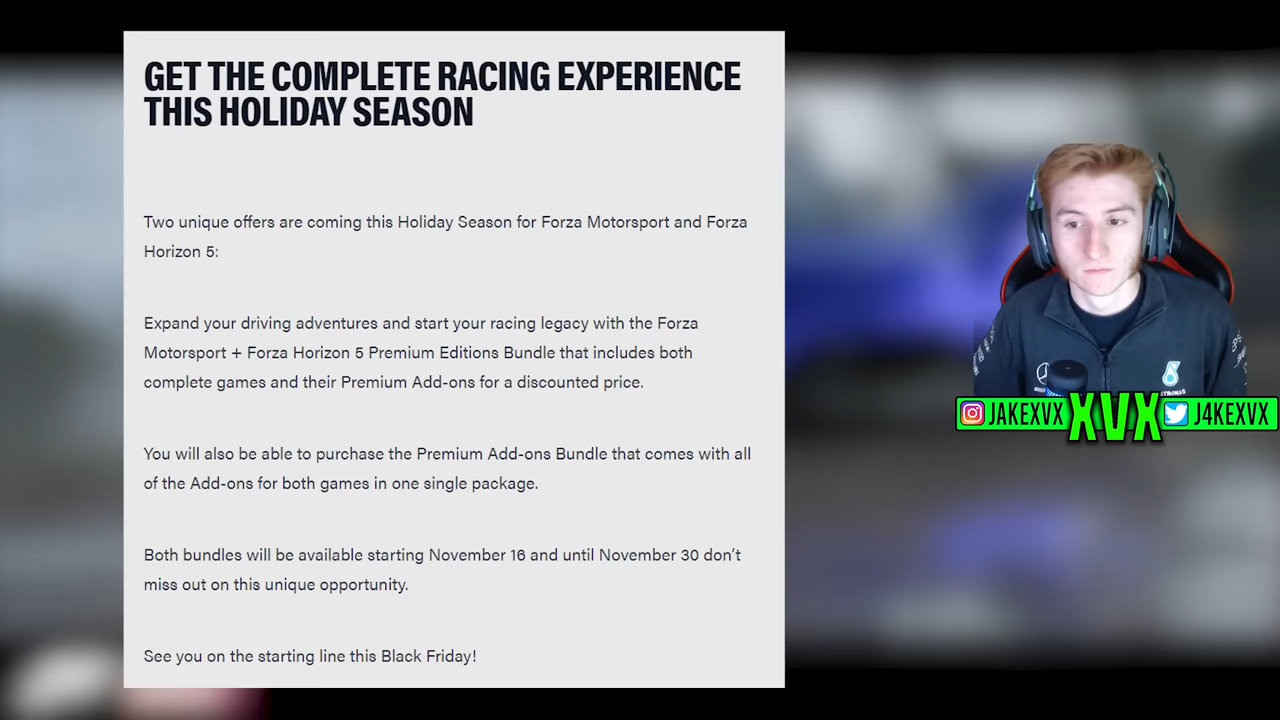 GET THE COMPLETE RACING EXPERIENCE
THIS HOLIDAY SEASON
Two unique offers are coming this Holiday Season for Forza Motorsport and Forza
Horizon 5:
Expand your driving adventures and start your racing legacy with the Forza
Motorsport + Forza Horizon 5 Premium Editions Bundle that includes both
complete games and their Premium Add-ons for a discounted price.
You will also be able to purchase the Premium Add-ons Bundle that comes with all
of the Add-ons for both games in one single package.
Both bundles will be available starting November 16 and until November 30 don’t
miss out on this unique opportunity.
See you on the starting line this Black Friday!
JAKEXVX XVX J4KEXVX